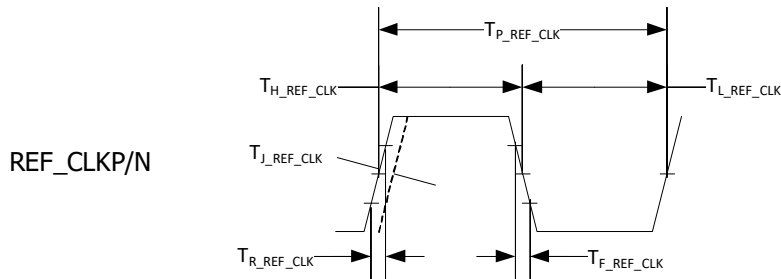 T_P_REF_CLK
T_H_REF_CLK
T_L_REF_CLK
REF_CLKP/N
T_J_REF_CLK
T_R_REF_CLK
T_F_REF_CLK